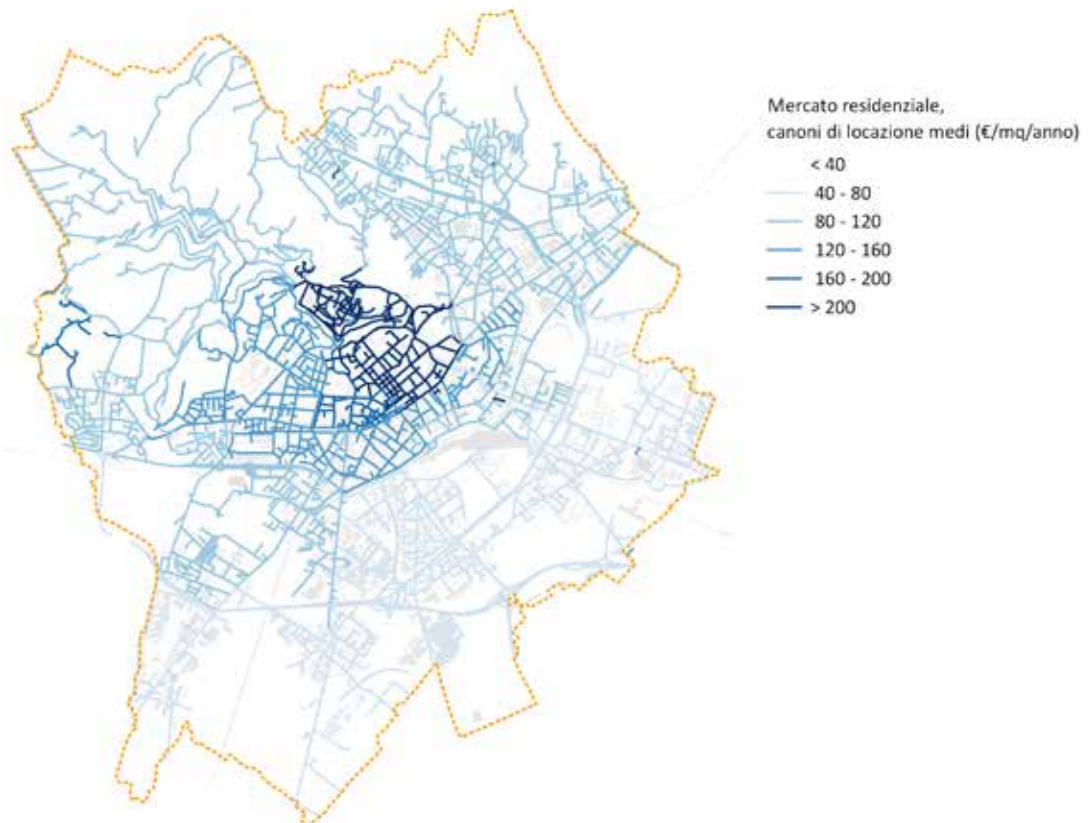 Mercato residenziale,
canoni di locazione medi (€/mq/anno)
< 40
40 - 80
80 - 120
120 - 160
160 - 200
> 200